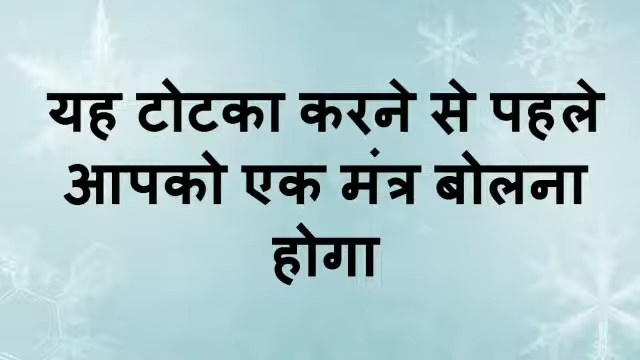 यह टोटका करने से पहले
आपको एक मंत्र बोलना
होगा